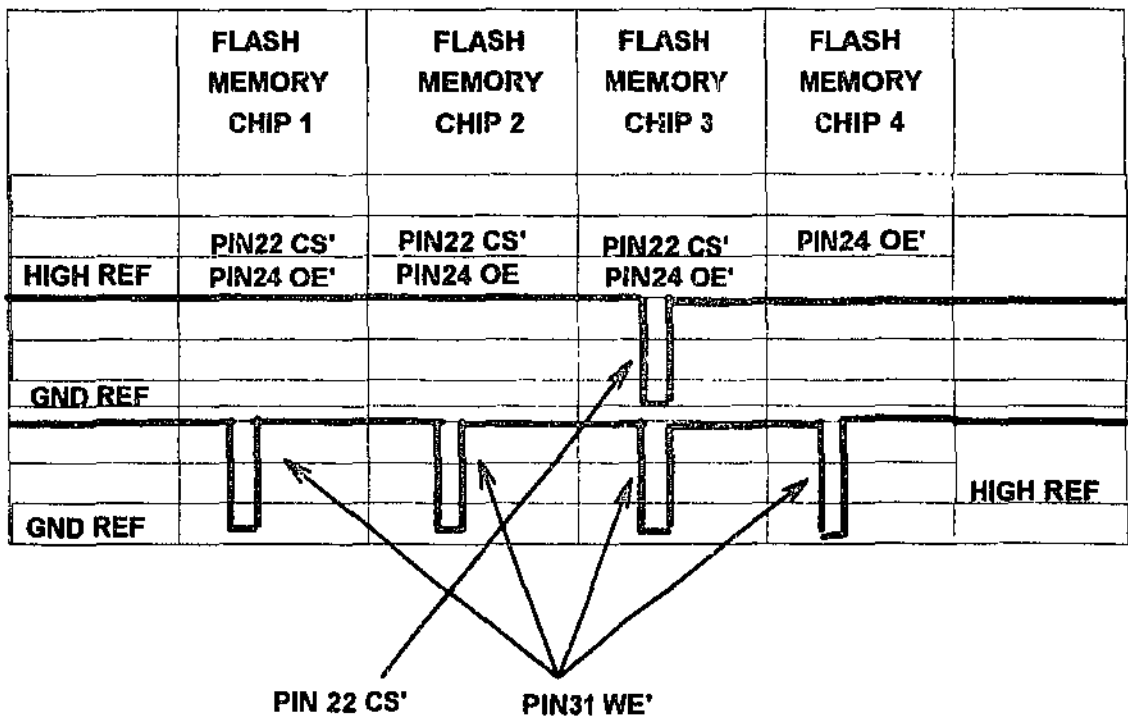 FLASH MEMORY CHIP 1
FLASH MEMORY CHIP 2
FLASH MEMORY CHIP 3
FLASH MEMORY CHIP 4
PIN22 CS' PIN22 CS' PIN22 CS' PIN24 OE'
HIGH REF PIN24 OE' PIN24 OE PIN24 OE'
GND REF
HIGH REF
GND REF
PIN 22 CS' PIN31 WE'